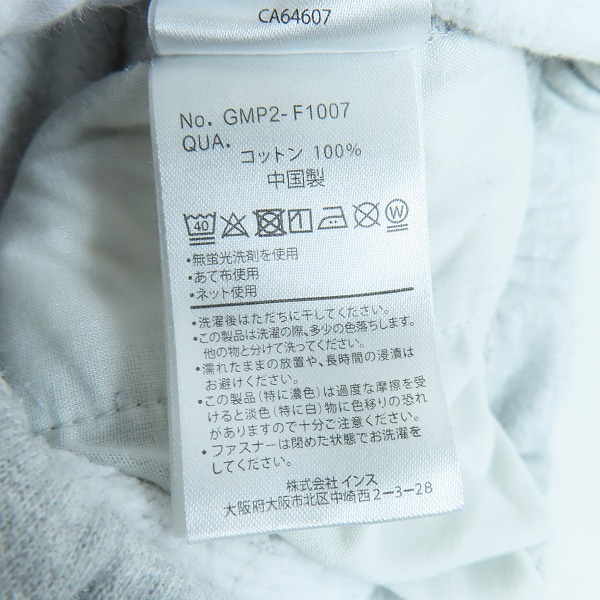 CA64607
No. GMP2-F1007
QUA.
コットン 100%
中国製
40 W
•無蛍光洗剤を使用
•あて布使用
•ネット使用
•洗濯後はただちに干してください。
•この製品は洗濯の際、多少の色落ちします。
他の物と分けて洗ってください。
•濡れたままの放置や、長時間の浸漬は
お避けください。
•この製品(特に濃色)は過度な摩擦を受
けると淡色(特に白)物に色移りの恐れ
がありますので十分ご注意ください。
•ファスナーは閉めた状態でお洗濯を
してください。
株式会社 インス
大阪府大阪市北区中崎西2-3-28